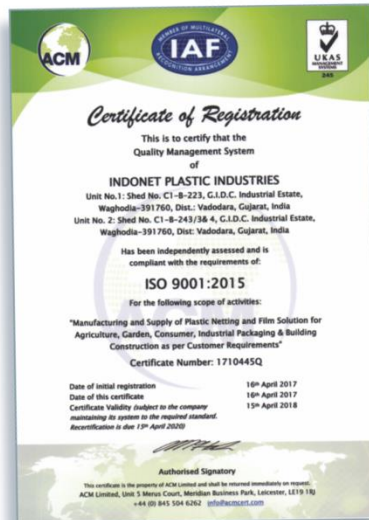 ACM
MEMBER OF MULTILATERAL
IAF
RECOGNITION ARRANGEMENT
UKAS
MANAGEMENT
SYSTEMS
Certificate of Registration
This is to certify that the
Quality Management System
of
INDONET PLASTIC INDUSTRIES
Unit No.1: Shed No. C1-B-223, G.I.D.C. Industrial Estate,
Waghodia-391760, Dist.: Vadodara, Gujarat, India
Unit No. 2: Shed No. C1-B-243/3& 4, G.I.D.C. Industrial Estate,
Waghodia-391760, Dist: Vadodara, Gujarat, India
Has been independently assessed and is
compliant with the requirements of:
ISO 9001:2015
For the following scope of activities:
"Manufacturing and Supply of Plastic Netting and Film Solution for
Agriculture, Garden, Consumer, Industrial Packaging & Building
Construction as per Customer Requirements"
Certificate Number: 1710445Q
Date of initial registration 16th April 2017
Date of this certificate 16th April 2017
Certificate Validity (subject to the company 15th April 2018
maintaining its system to the required standard.
Recertification is due 15th April 2020)
Authorised Signatory
This certificate is the property of ACM Limited and shall be returned immediately on request.
ACM Limited, Unit 5 Merus Court, Meridian Business Park, Leicester, LE19 1RJ
+44 (0) 845 504 6262 info@acmcert.com